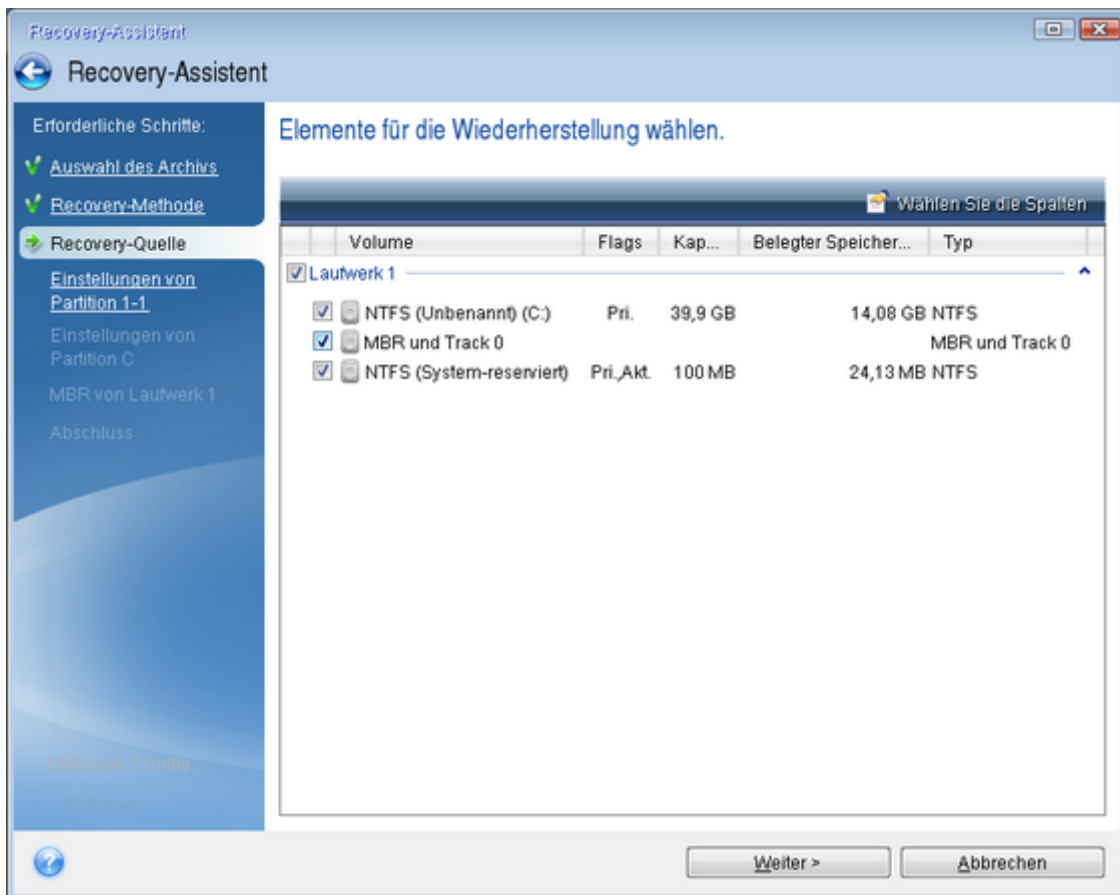 Recovery-Assistent
Recovery-Assistent
Erforderliche Schritte:
Auswahl des Archivs
Recovery-Methode
Recovery-Quelle
Einstellungen von
Partition 1-1
Einstellungen von
Partition C
MBR von Laufwerk 1
Abschluss
Optionale Schritte:
Optionen
Elemente für die Wiederherstellung wählen.
Wählen Sie die Spalten
Volume Flags Kap... Belegter Speicher... Typ
Laufwerk 1
NTFS (Unbenannt) (C:) Pri. 39,9 GB 14,08 GB NTFS
MBR und Track 0 MBR und Track 0
NTFS (System-reserviert) Pri.,Akt. 100 MB 24,13 MB NTFS
Weiter >
Abbrechen